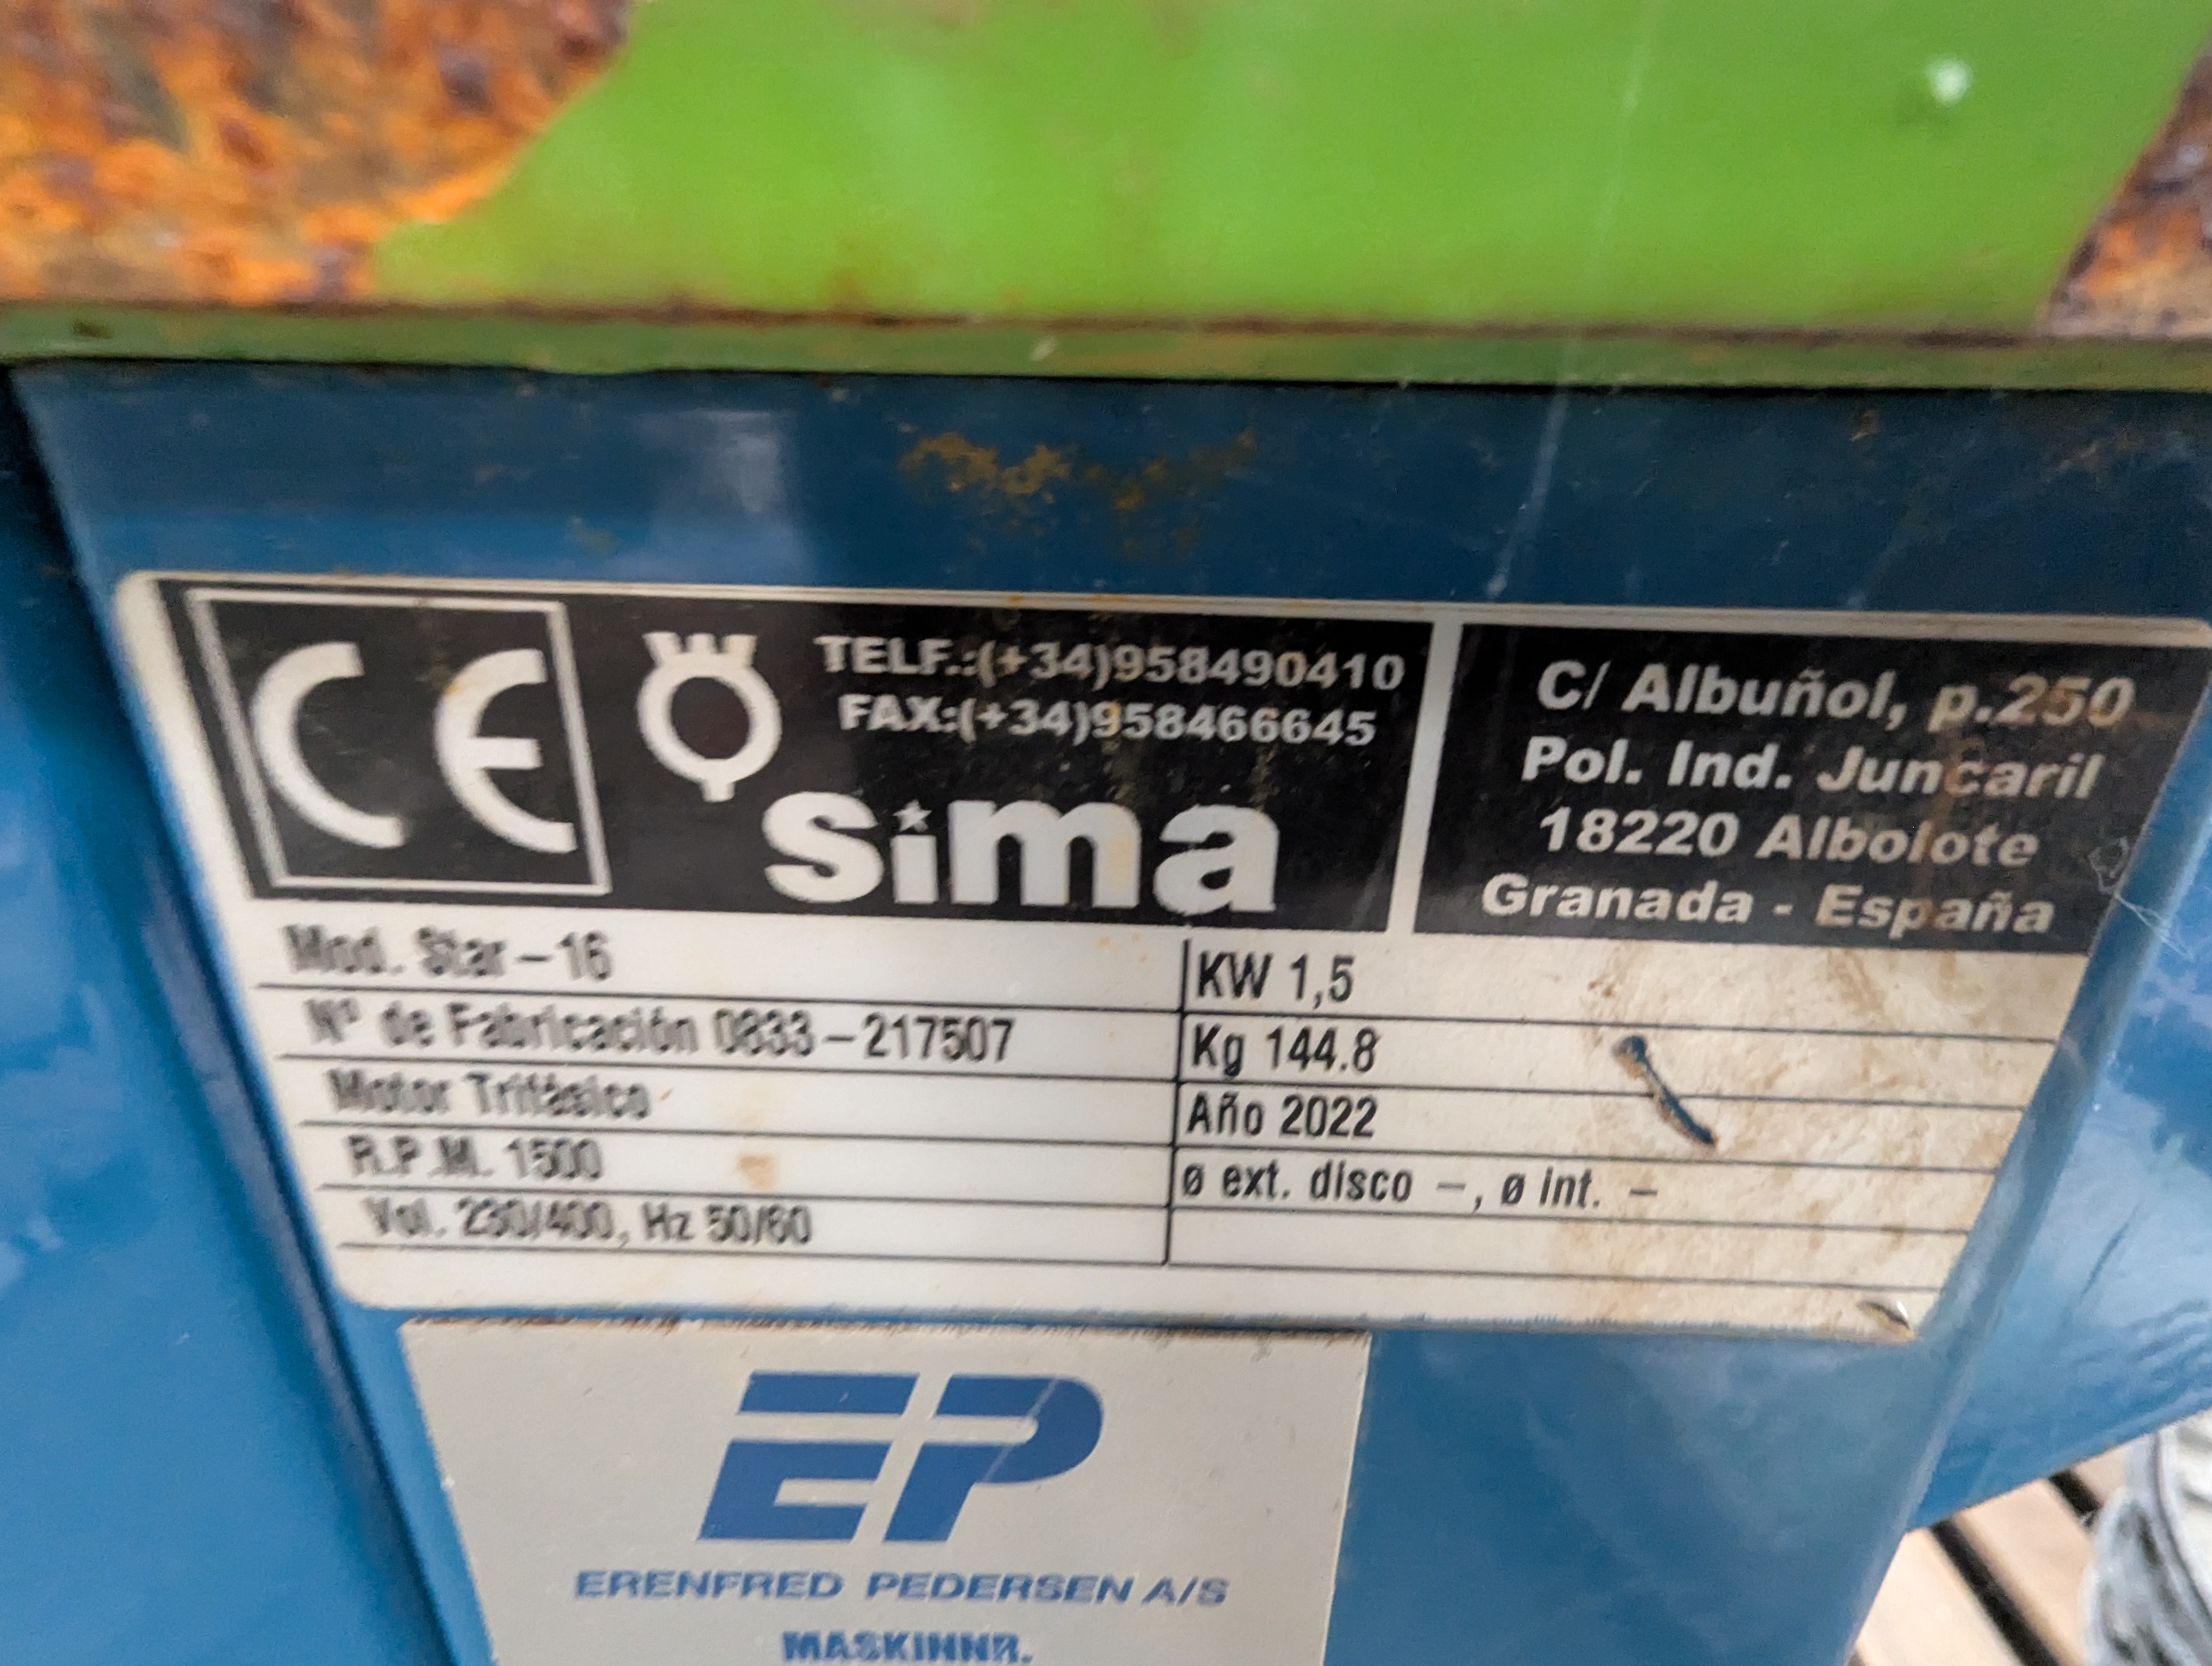 CE
TELF.:(+34)958490410
FAX:(+34)958466645
sima
C/ Albuñol, p.250
Pol. Ind. Juncaril
18220 Albolote
Granada - España
Mod. Star-16
KW 1,5
Nº de Fabricación 0833-217507
Kg 144.8
Motor Trifásico
Año 2022
R.P.M. 1500
ø ext. disco -, ø int. -
Vol. 230/400, Hz 50/60
EP
ERENFRED PEDERSEN A/S
MASKINNR.